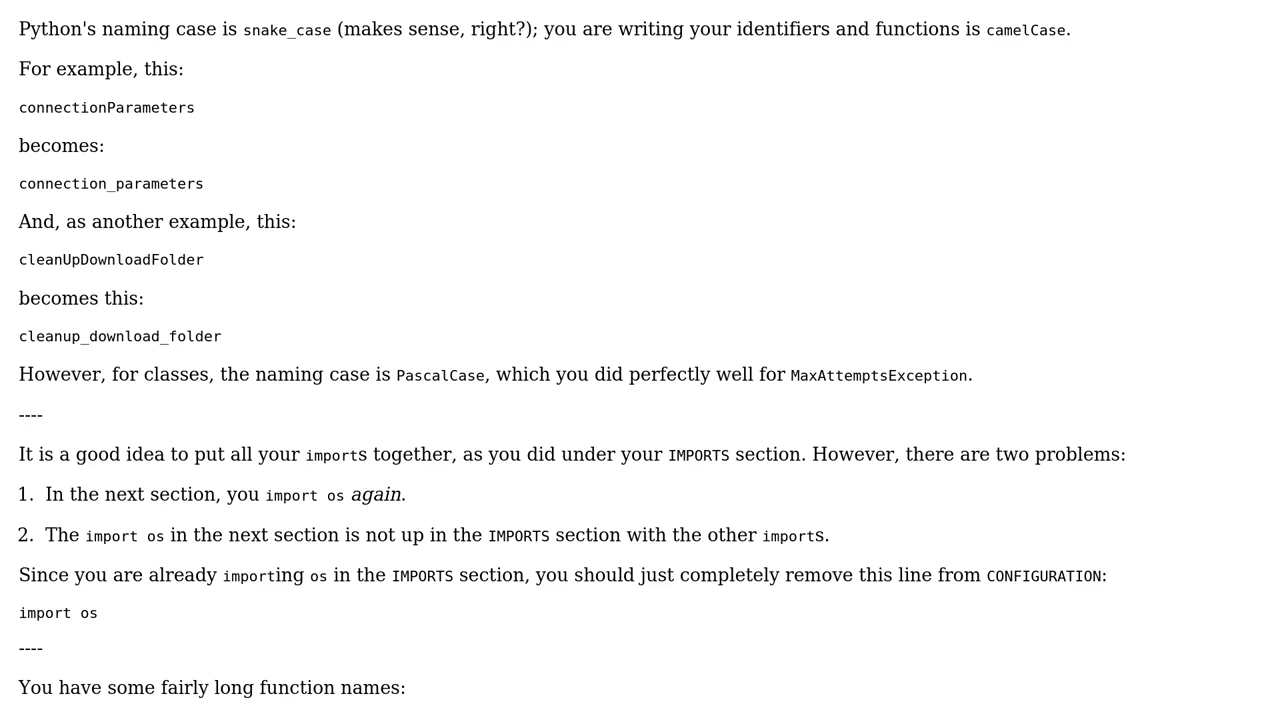 Python's naming case is snake_case (makes sense, right?); you are writing your identifiers and functions is camelCase.
For example, this:
connectionParameters
becomes:
connection_parameters
And, as another example, this:
cleanUpDownloadFolder
becomes this:
cleanup_download_folder
However, for classes, the naming case is PascalCase, which you did perfectly well for MaxAttemptsException.
----
It is a good idea to put all your imports together, as you did under your IMPORTS section. However, there are two problems:
1. In the next section, you import os again.
2. The import os in the next section is not up in the IMPORTS section with the other imports.
Since you are already importing os in the IMPORTS section, you should just completely remove this line from CONFIGURATION:
import os
----
You have some fairly long function names: